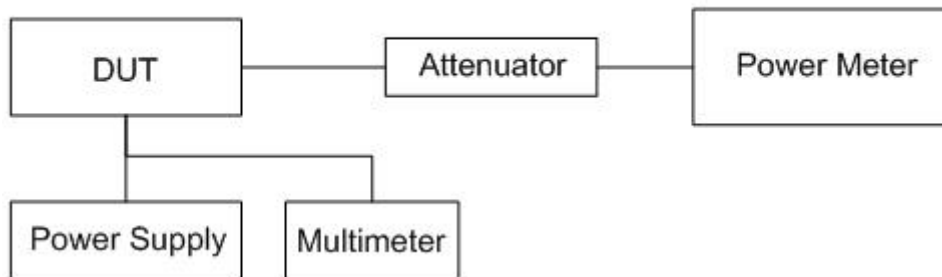 DUT
Attenuator
Power Meter
Power Supply
Multimeter